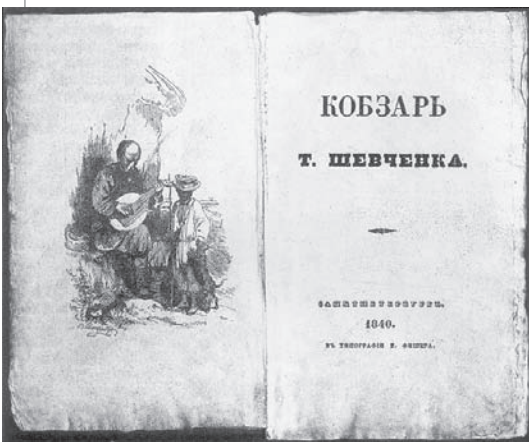 КОБЗАРЬ
Т. ШЕВЧЕНКА.
САНКТПЕТЕРБУРГЪ.
1840.
ВЪ ТИПОГРАФІИ Е. ФИШЕРА.